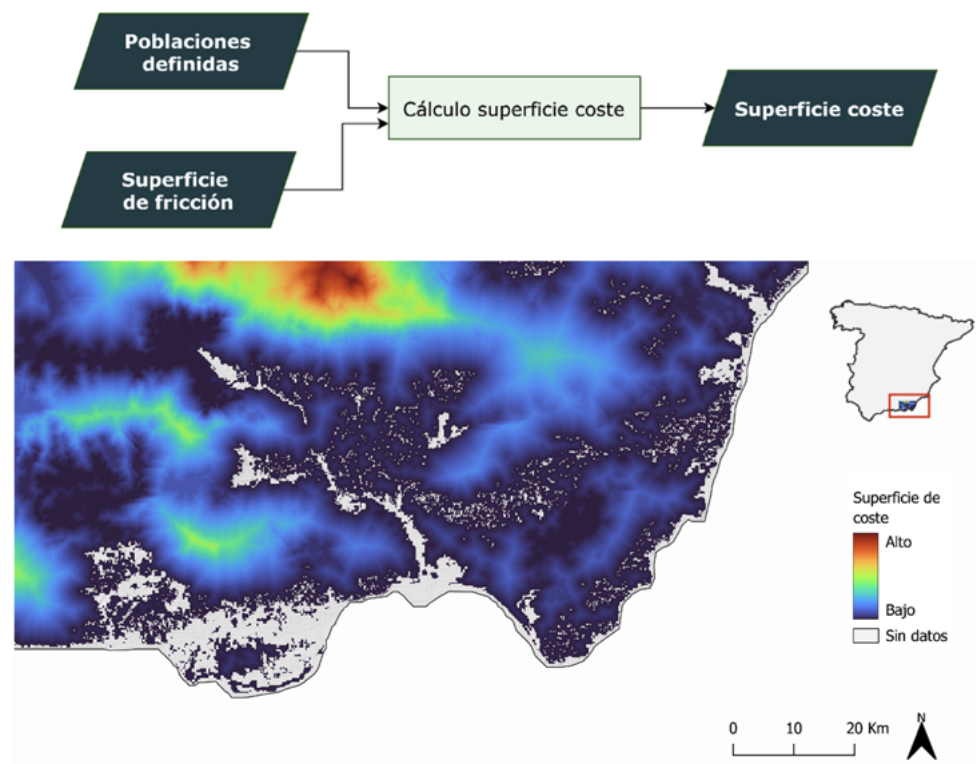 Poblaciones
definidas
Cálculo superficie coste
Superficie coste
Superficie
de fricción
Superficie de
coste
Alto
Bajo
Sin datos
0 10 20 Km
N